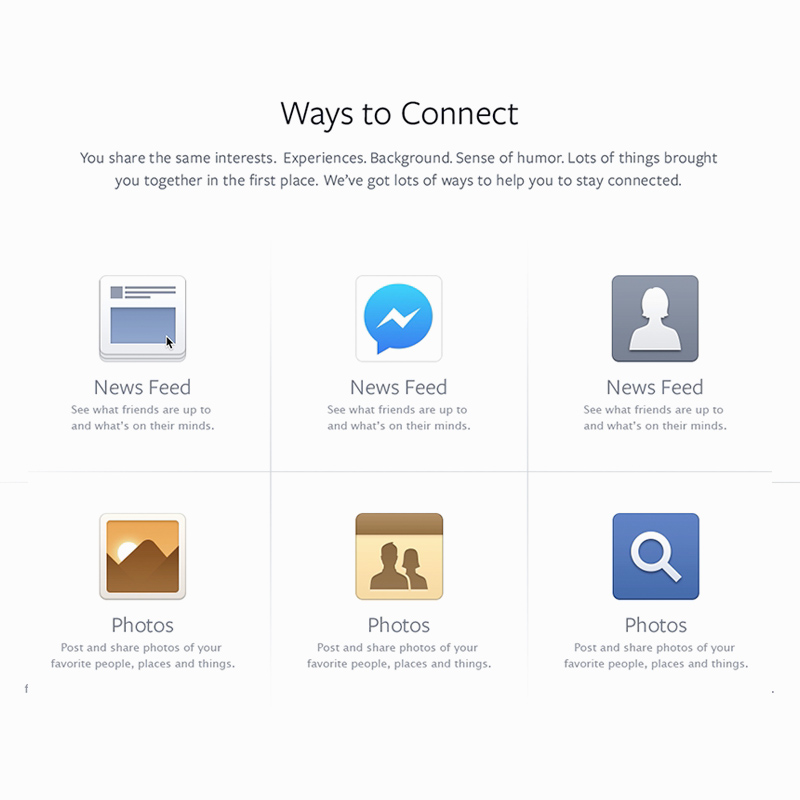 Ways to Connect
You share the same interests. Experiences. Background. Sense of humor. Lots of things brought
you together in the first place. We've got lots of ways to help you to stay connected.
News Feed
See what friends are up to
and what's on their minds.
News Feed
See what friends are up to
and what's on their minds.
News Feed
See what friends are up to
and what's on their minds.
Photos
Post and share photos of your
favorite people, places and things.
Photos
Post and share photos of your
favorite people, places and things.
Photos
Post and share photos of your
favorite people, places and things.
f
.